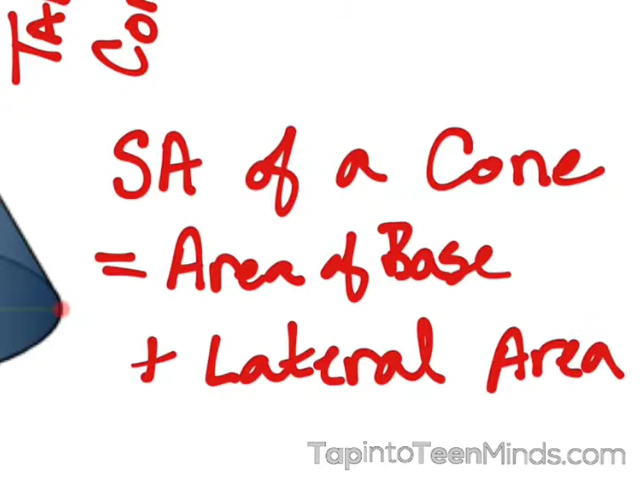 SA of a Cone
= Area of Base
+ Lateral Area
TapintoTeenMinds.com